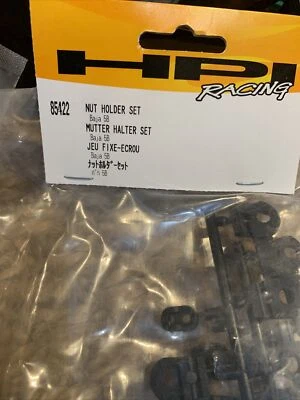 HPI
RACING
85422 NUT HOLDER SET
Baja 5B
MUTTER HALTER SET
Baja 5B
JEU FIXE-ECROU
Baja 5B
ナットホルダーセット
バハ 5B